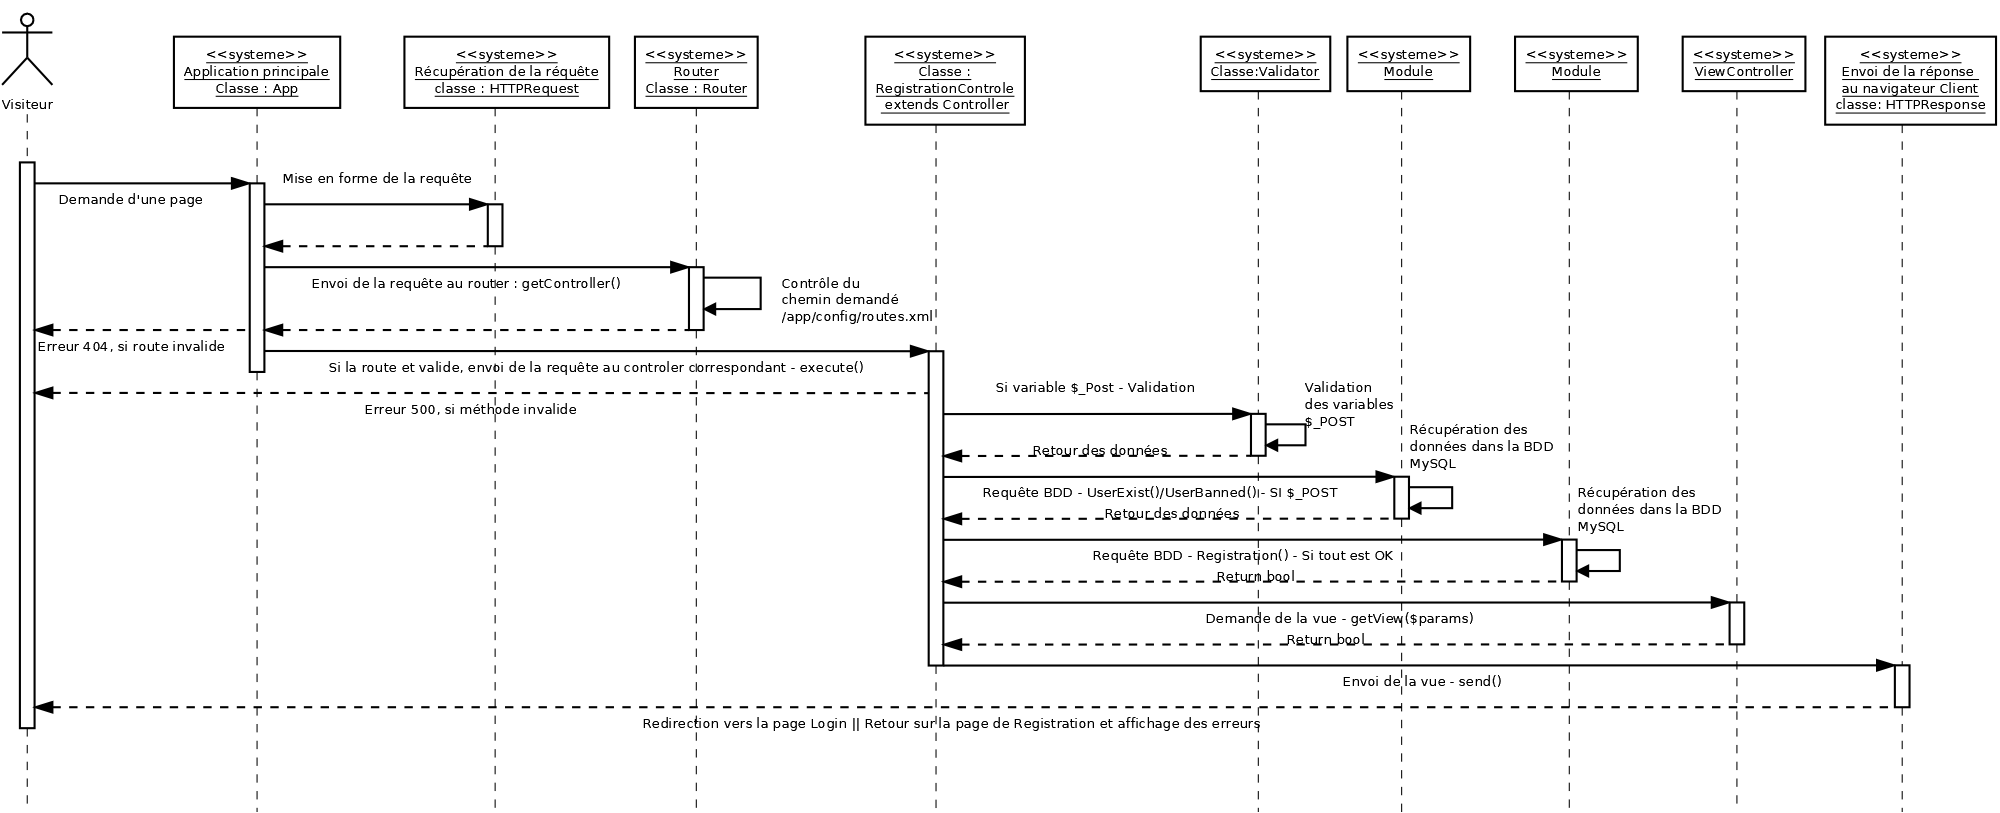 Visiteur
<<systeme>>
Application principale
Classe : App
<<systeme>>
Récupération de la réquête
classe : HTTPRequest
<<systeme>>
Router
Classe : Router
<<systeme>>
Classe :
RegistrationControle
extends Controller
<<systeme>>
Classe:Validator
<<systeme>>
Module
<<systeme>>
Module
<<systeme>>
ViewController
<<systeme>>
Envoi de la réponse
au navigateur Client
classe: HTTPResponse
Demande d'une page
Mise en forme de la requête
Envoi de la requête au router : getController()
Contrôle du
chemin demandé
/app/config/routes.xml
Erreur 404, si route invalide
Si la route et valide, envoi de la requête au controler correspondant - execute()
Erreur 500, si méthode invalide
Si variable $_Post - Validation
Validation
des variables
$_POST
Retour des données
Récupération des
données dans la BDD
MySQL
Requête BDD - UserExist()/UserBanned() - SI $_POST
Retour des données
Récupération des
données dans la BDD
MySQL
Requête BDD - Registration() - Si tout est OK
Return bool
Demande de la vue - getView($params)
Return bool
Envoi de la vue - send()
Redirection vers la page Login || Retour sur la page de Registration et affichage des erreurs